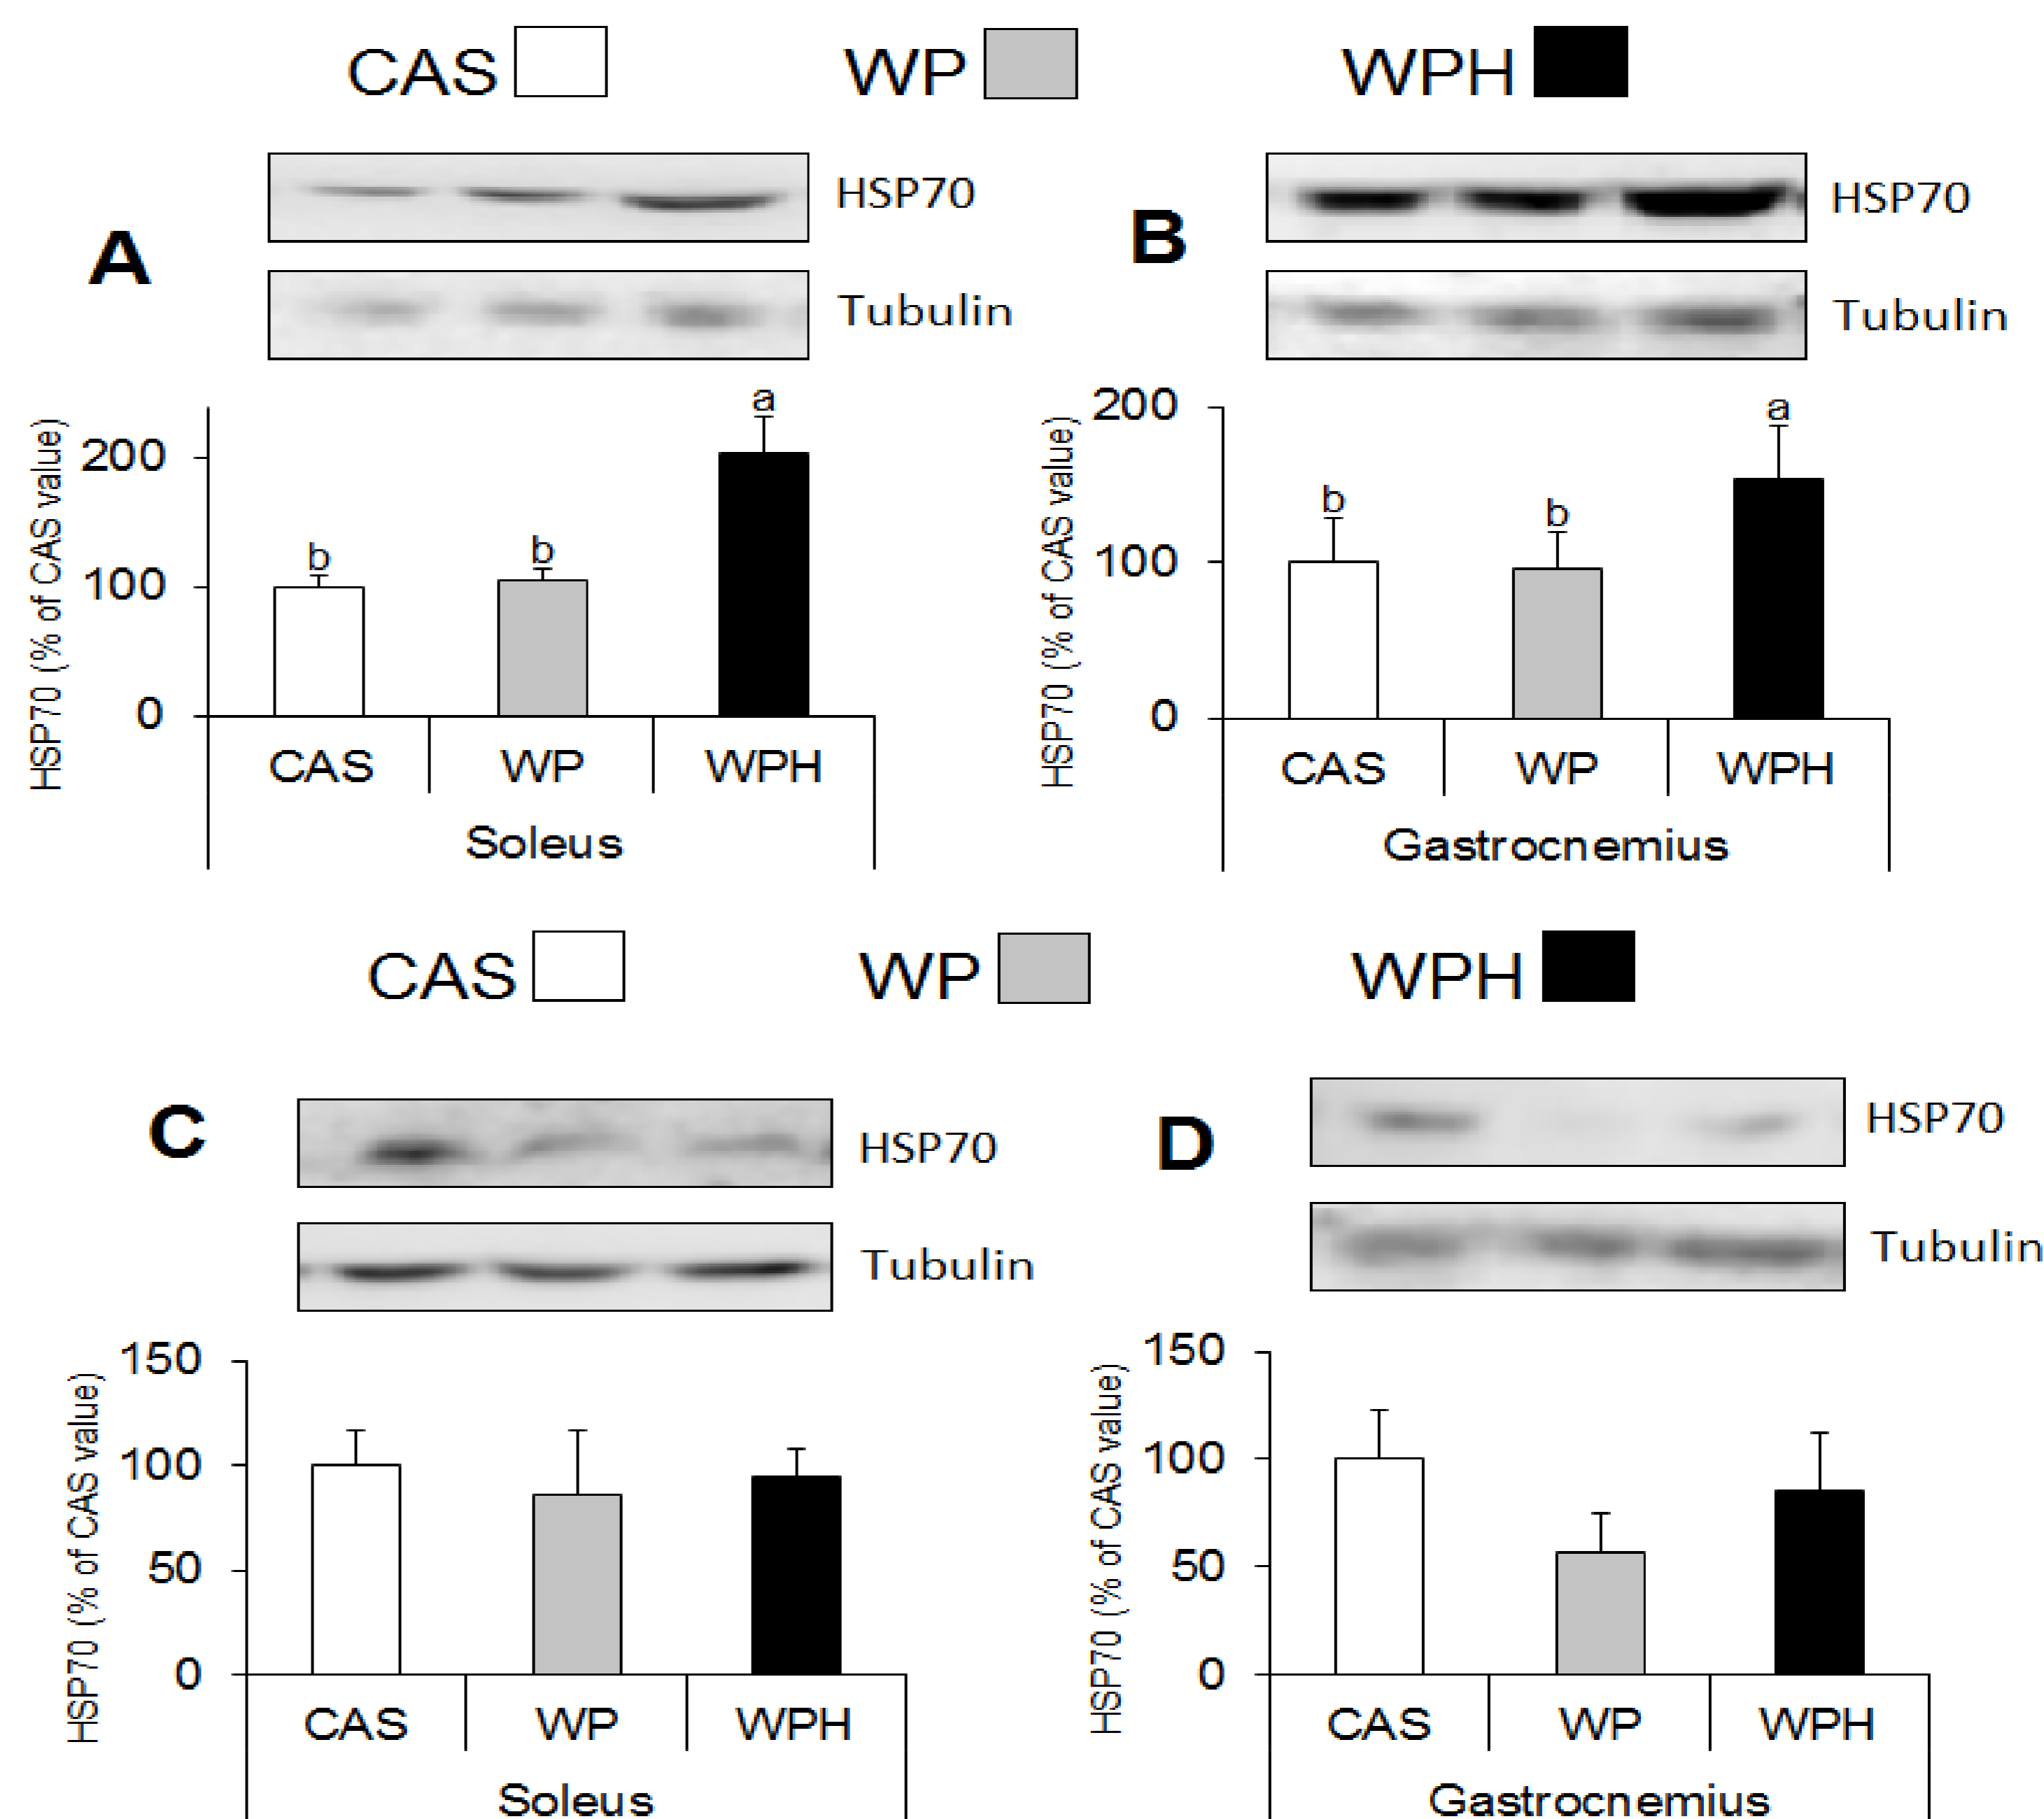 CAS WP WPH
HSP70
HSP70
A
B
Tubulin
Tubulin
HSP70 (% of CAS value)
200
100
0
b
b
a
CAS WP WPH
Soleus
HSP70 (% of CAS value)
200
100
0
b
b
a
CAS WP WPH
Gastrocnemius
CAS WP WPH
C
HSP70
Tubulin
D
HSP70
Tubulin
HSP70 (% of CAS value)
150
100
50
0
CAS WP WPH
Soleus
HSP70 (% of CAS value)
150
100
50
0
CAS WP WPH
Gastrocnemius